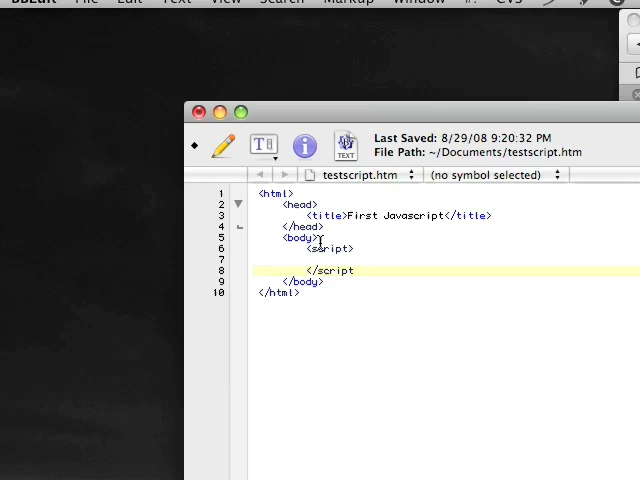 BBEdit File Edit Text View Search Markup Window #! CVS
Last Saved: 8/29/08 9:20:32 PM
File Path: ~/Documents/testscript.htm
TEXT
testscript.htm (no symbol selected)
1 <html>
2 <head>
3 <title>First Javascript</title>
4 </head>
5 <body>
6 <script>
7
8 </script
9 </body>
10 </html>